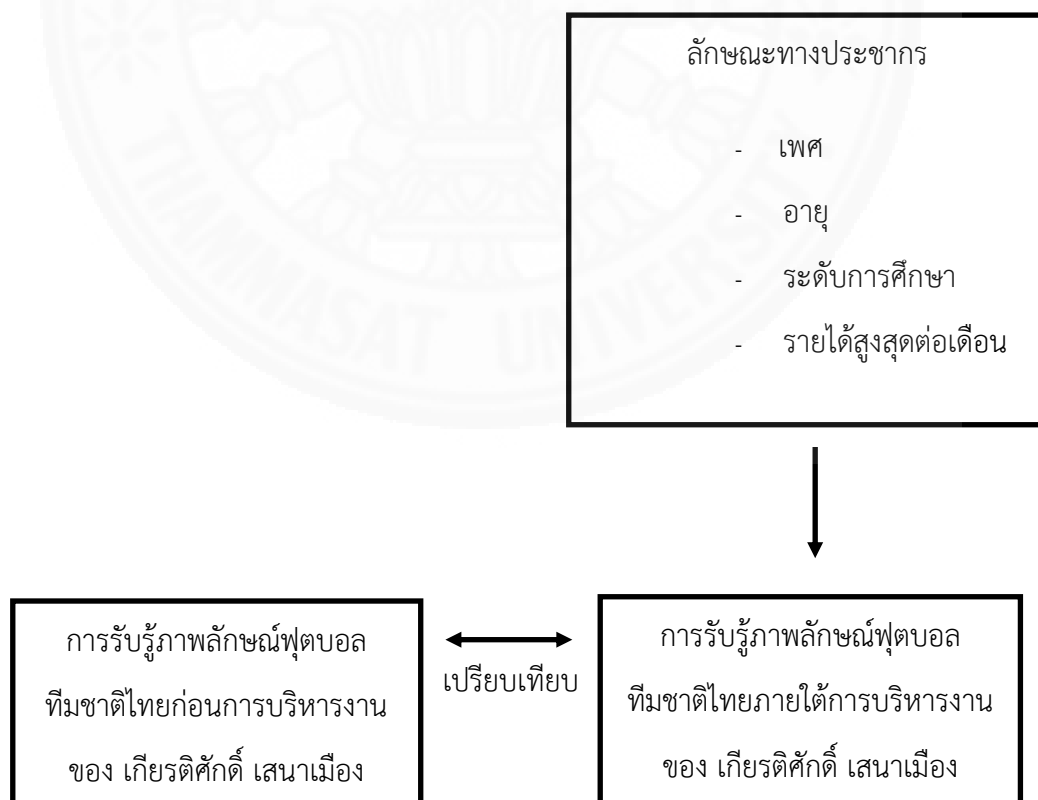 ลักษณะทางประชากร
- เพศ
- อายุ
- ระดับการศึกษา
- รายได้สูงสุดต่อเดือน
การรับรู้ภาพลักษณ์ฟุตบอล
ทีมชาติไทยก่อนการบริหารงาน
ของ เกียรติศักดิ์ เสนาเมือง
เปรียบเทียบ
การรับรู้ภาพลักษณ์ฟุตบอล
ทีมชาติไทยภายใต้การบริหารงาน
ของ เกียรติศักดิ์ เสนาเมือง
THAMMASAT UNIVERSITY